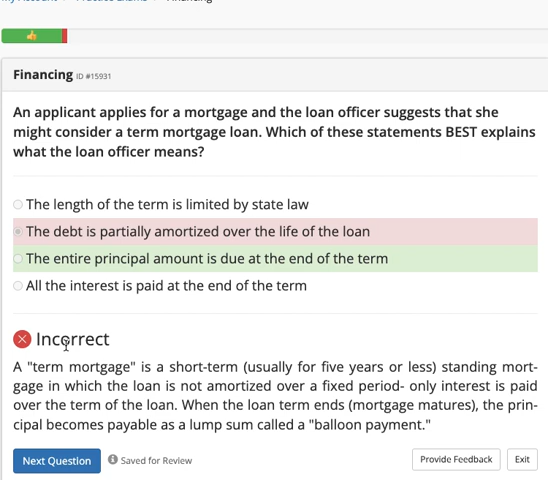 Financing ID #15931
An applicant applies for a mortgage and the loan officer suggests that she
might consider a term mortgage loan. Which of these statements BEST explains
what the loan officer means?
The length of the term is limited by state law
The debt is partially amortized over the life of the loan
The entire principal amount is due at the end of the term
All the interest is paid at the end of the term
Incorrect
A "term mortgage" is a short-term (usually for five years or less) standing mort-
gage in which the loan is not amortized over a fixed period- only interest is paid
over the term of the loan. When the loan term ends (mortgage matures), the prin-
cipal becomes payable as a lump sum called a "balloon payment."
Next Question Saved for Review Provide Feedback Exit